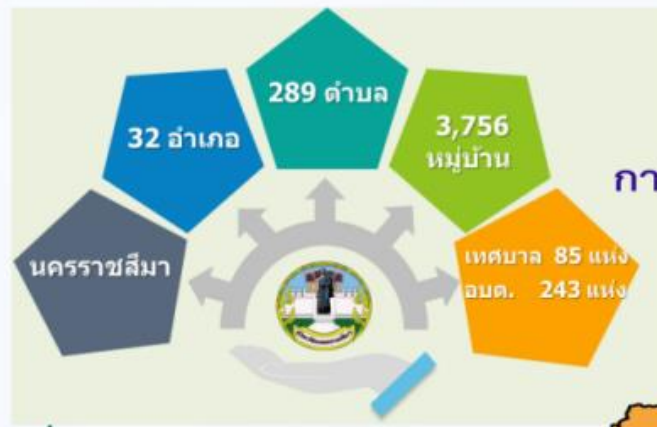 289 ตำบล
32 อำเภอ
3,756
หมู่บ้าน
นครราชสีมา
เทศบาล 85 แห่ง
อบต. 243 แห่ง
กา